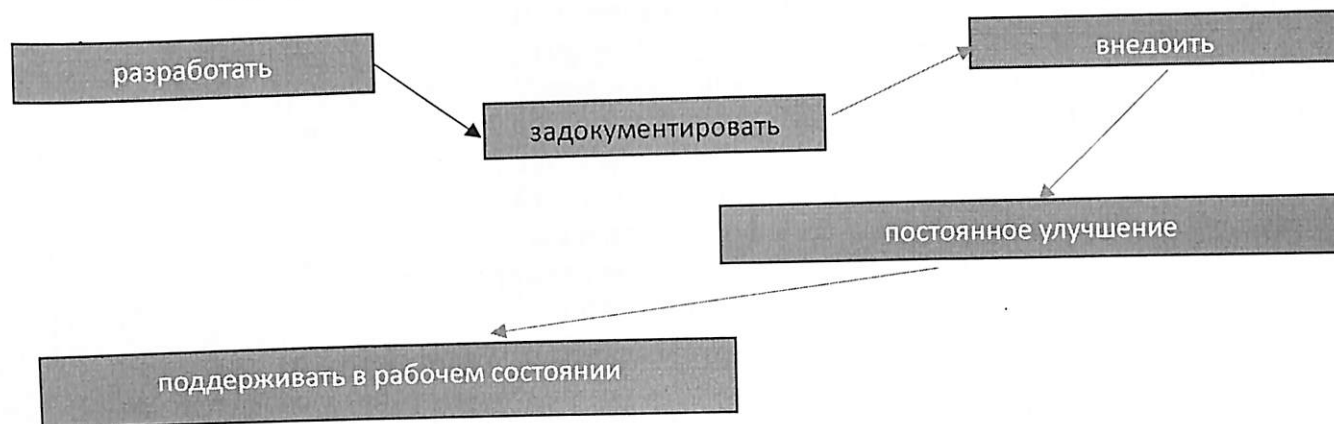 разработать
задокументировать
внедрить
постоянное улучшение
поддерживать в рабочем состоянии